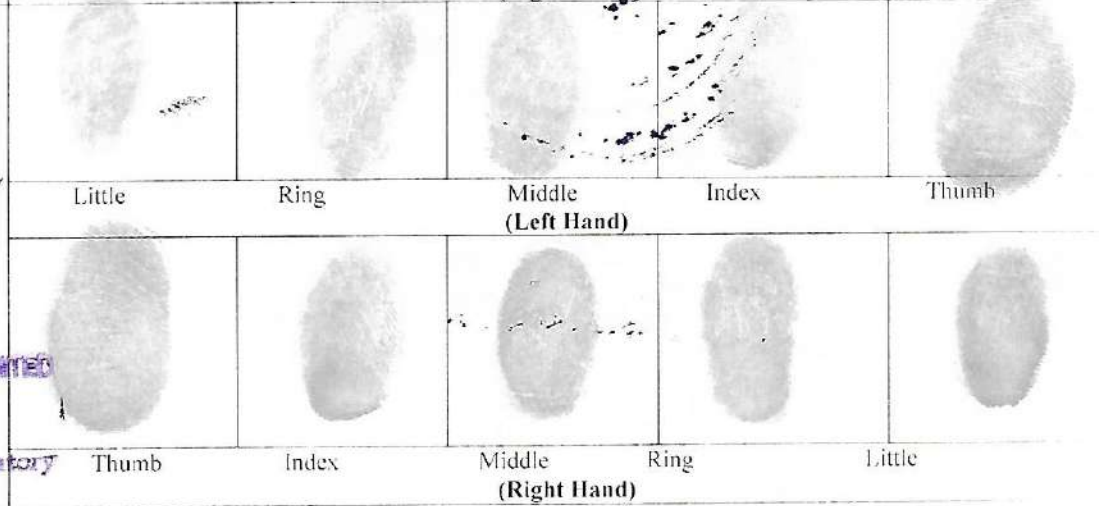 Little Ring Middle Index Thumb
(Left Hand)
Thumb Index Middle Ring Little
(Right Hand)